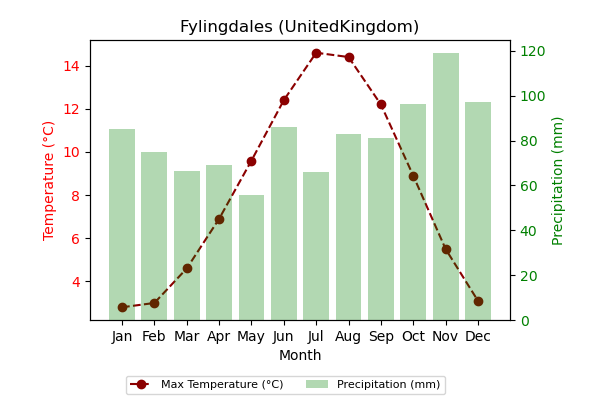 Fylingdales (UnitedKingdom)
Temperature (°C)
14
12
10
8
6
4
120
100
80
60
40
20
0
Precipitation (mm)
Jan Feb Mar Apr May Jun Jul Aug Sep Oct Nov Dec
Month
Max Temperature (°C) Precipitation (mm)